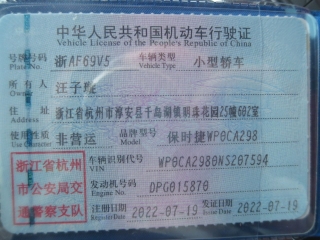 中华人民共和国机动车行驶证
Vehicle License of the People's Republic of China
号牌号码 浙AF69V5 车辆类型 小型轿车
Plate No. Vehicle Type
所有人 汪子
Owner
住址 浙江省杭州市淳安县千岛湖镇明珠花园25幢602室
Address
使用性质 非营运 品牌型号 保时捷WP0CA298
Use Character Model
浙江省杭州市公安局交通警察支队
车辆识别代号 WP0CA2980NS207594
VIN
发动机号码 DPG015870
Engine No.
注册日期 2022-07-19 发证日期 2022-07-19
Register Date Issue Date